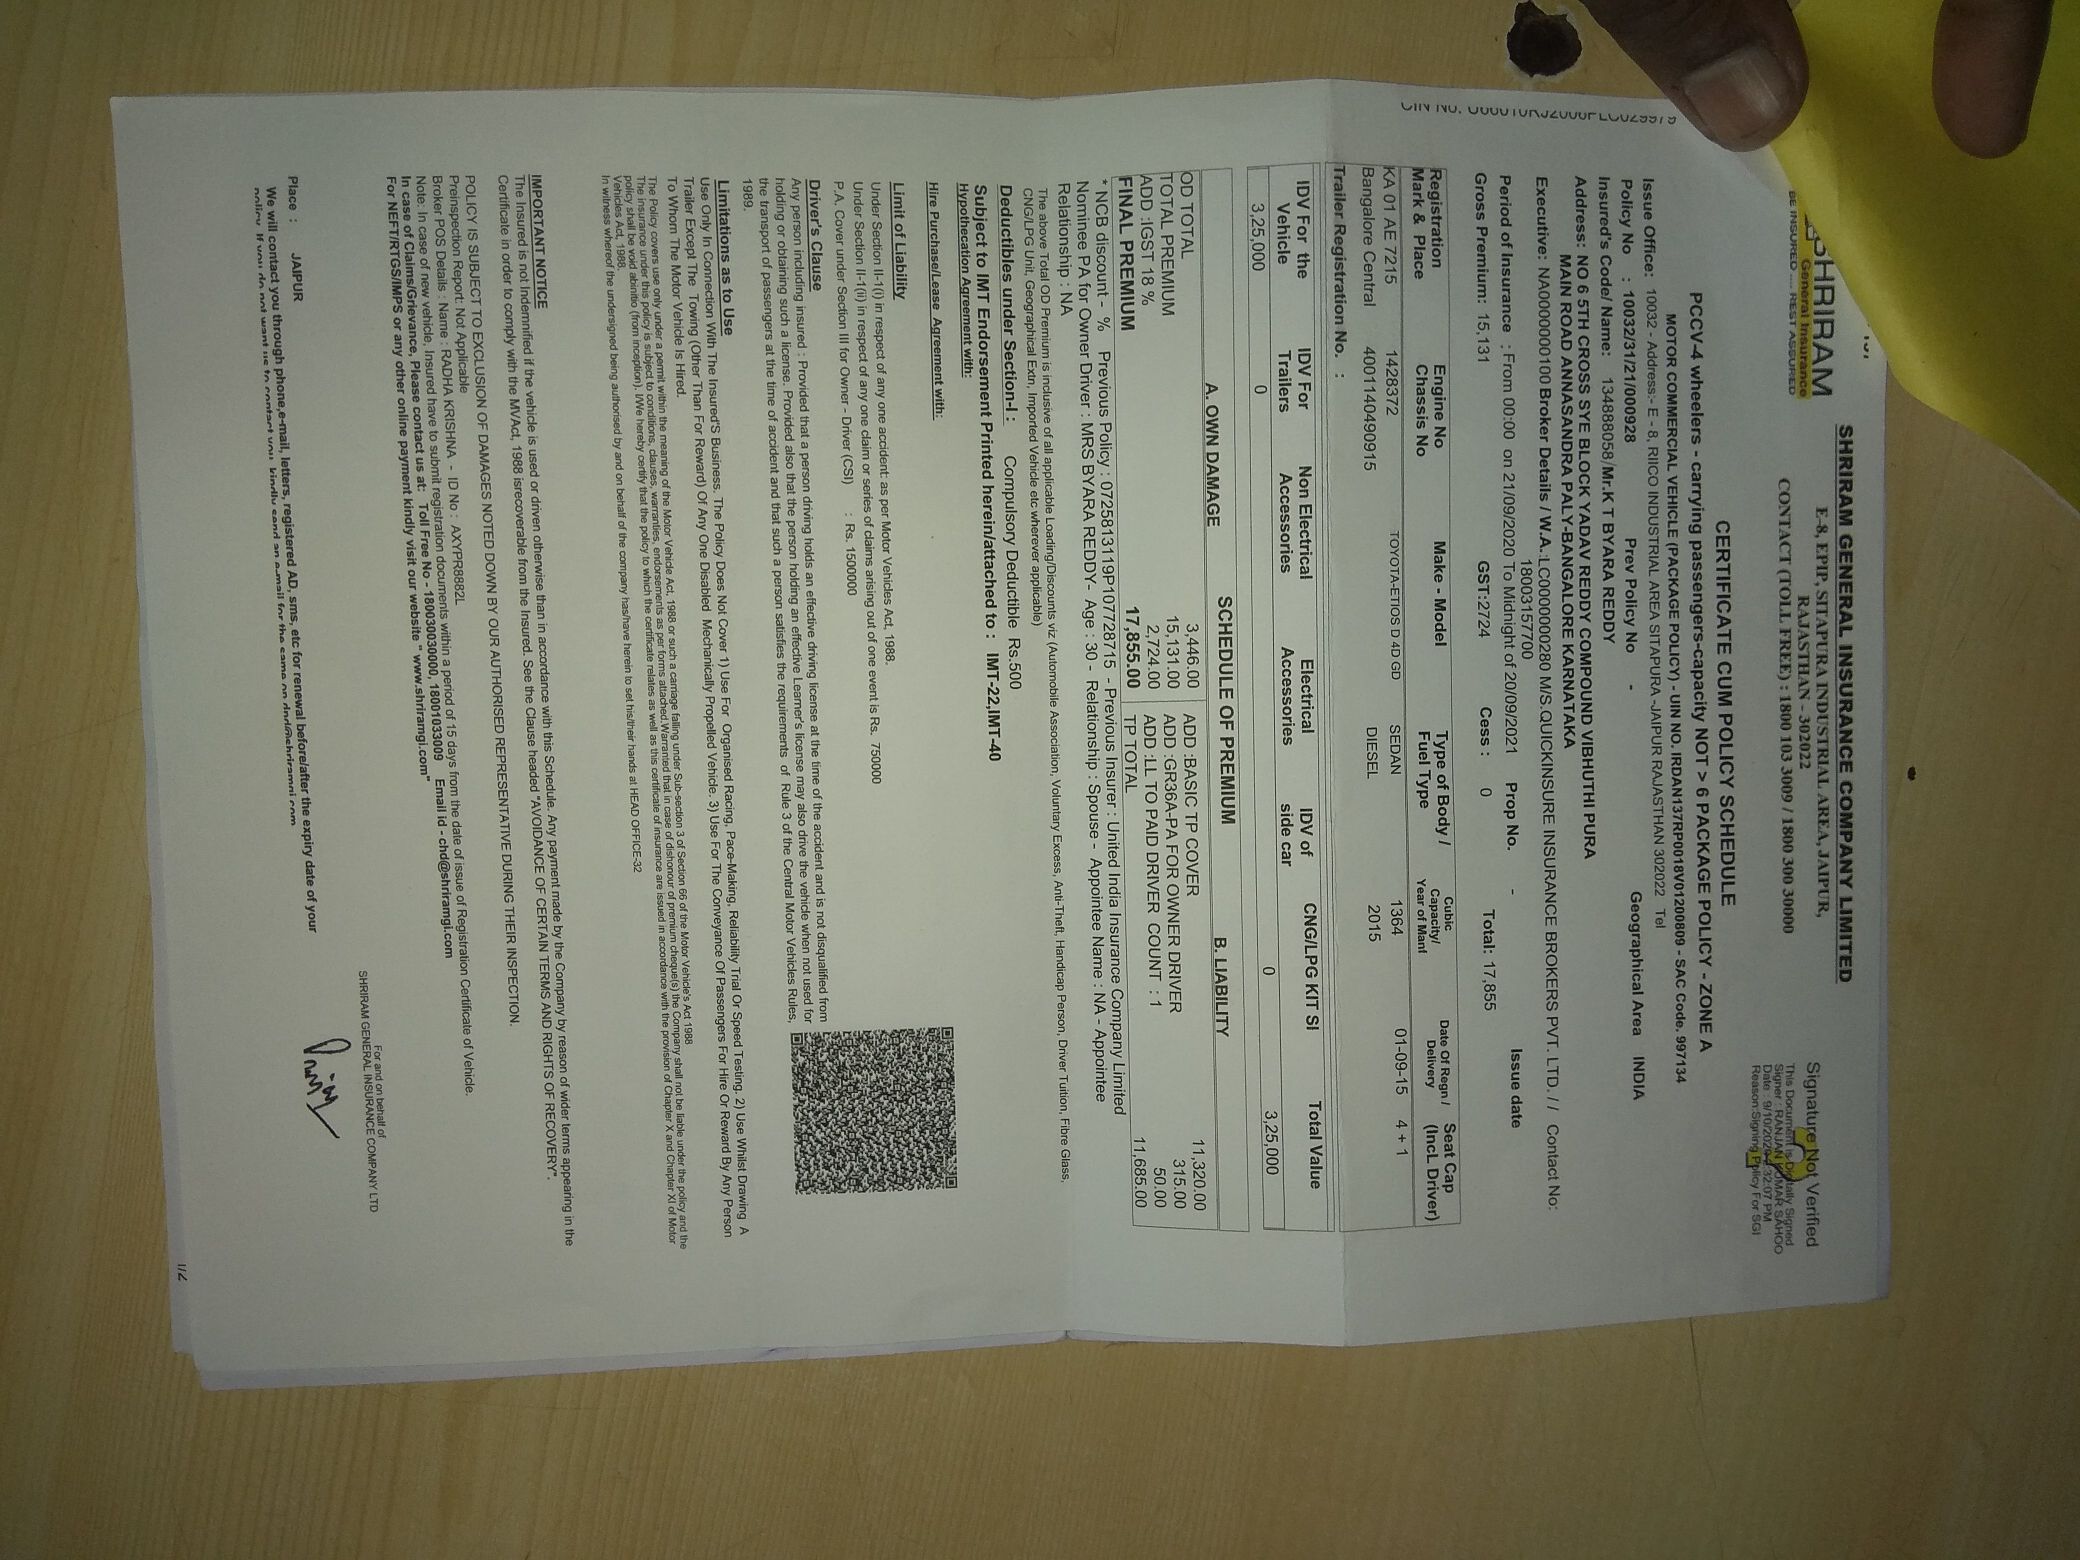 SHRIRAM
General Insurance
BE INSURED.... REST ASSURED
SHRIRAM GENERAL INSURANCE COMPANY LIMITED
E-8, EPIP, SITAPURA INDUSTRIAL AREA, JAIPUR,
RAJASTHAN - 302022
CONTACT (TOLL FREE) : 1800 103 3009 / 1800 300 30000
Signature Not Verified
This Document is Digitally Signed
Signer : RANJAN KUMAR SAHOO
Date : 9/10/2020 4:32:07 PM
Reason:Signing Policy For SGI
CERTIFICATE CUM POLICY SCHEDULE
PCCV-4 wheelers - carrying passengers-capacity NOT > 6 PACKAGE POLICY - ZONE A
MOTOR COMMERCIAL VEHICLE (PACKAGE POLICY) - UIN NO. IRDAN137RP0018V01200809 - SAC Code. 997134
Issue Office: 10032 - Address:- E - 8, RIICO INDUSTRIAL AREA SITAPURA -JAIPUR RAJASTHAN 302022 Tel
Policy No : 10032/31/21/000928 Prev Policy No - Geographical Area INDIA
Insured's Code/ Name: 134888058/Mr.K T BYARA REDDY
Address: NO 6 5TH CROSS SYE BLOCK YADAV REDDY COMPOUND VIBHUTHI PURA
MAIN ROAD ANNASANDRA PALY-BANGALORE KARNATAKA
Executive: NA0000000100 Broker Details / W.A.:LC0000000280 M/S.QUICKINSURE INSURANCE BROKERS PVT. LTD. // Contact No:
18003157700
Period of Insurance : From 00:00 on 21/09/2020 To Midnight of 20/09/2021 Prop No. - Issue date
Gross Premium: 15,131 GST:2724 Cess : 0 Total: 17,855
Registration Mark & Place Engine No Chassis No Make - Model Type of Body / Fuel Type Cubic Capacity/ Year of Manf Date Of Regn / Delivery Seat Cap (Incl. Driver)
KA 01 AE 7215 1428372 TOYOTA-ETIOS D 4D GD SEDAN 1364 01-09-15 4 + 1
Bangalore Central 4001140490915 DIESEL 2015
Trailer Registration No. :
IDV For the Vehicle IDV For Trailers Non Electrical Accessories Electrical Accessories IDV of side car CNG/LPG KIT SI Total Value
3,25,000 0 0 3,25,000
SCHEDULE OF PREMIUM
A. OWN DAMAGE B. LIABILITY
OD TOTAL 3,446.00 ADD :BASIC TP COVER 11,320.00
TOTAL PREMIUM 15,131.00 ADD :GR36A-PA FOR OWNER DRIVER 315.00
ADD :IGST 18 % 2,724.00 ADD :LL TO PAID DRIVER COUNT : 1 50.00
FINAL PREMIUM 17,855.00 TP TOTAL 11,685.00
* NCB discount - % Previous Policy : 0725813119P107728715 - Previous Insurer : United India Insurance Company Limited
Nominee PA for Owner Driver : MRS BYARA REDDY- Age : 30 - Relationship : Spouse - Appointee Name : NA - Appointee
Relationship : NA
The above Total OD Premium is inclusive of all applicable Loading/Discounts viz (Automobile Association, Voluntary Excess, Anti-Theft, Handicap Person, Driver Tuition, Fibre Glass,
CNG/LPG Unit, Geographical Extn, Imported Vehicle etc wherever applicable)
Deductibles under Section-I : Compulsory Deductible Rs.500
Subject to IMT Endorsement Printed herein/attached to : IMT-22,IMT-40
Hypothecation Agreement with:
Hire Purchase/Lease Agreement with:
Limit of Liability
Under Section II-1(i) in respect of any one accident: as per Motor Vehicles Act, 1988.
Under Section II-1(ii) in respect of any one claim or series of claims arising out of one event is Rs. 750000
P.A. Cover under Section III for Owner - Driver (CSI) : Rs. 1500000
Driver's Clause
Any person including insured : Provided that a person driving holds an effective driving license at the time of the accident and is not disqualified from
holding or obtaining such a license. Provided also that the person holding an effective Learner's license may also drive the vehicle when not used for
the transport of passengers at the time of accident and that such a person satisfies the requirements of Rule 3 of the Central Motor Vehicles Rules,
1989.
Limitations as to Use
Use Only In Connection With The Insured'S Business. The Policy Does Not Cover 1) Use For Organised Racing, Pace-Making, Reliability Trial Or Speed Testing. 2) Use Whilst Drawing A
Trailer Except The Towing (Other Than For Reward) Of Any One Disabled Mechanically Propelled Vehicle. 3) Use For The Conveyance Of Passengers For Hire Or Reward By Any Person
To Whom The Motor Vehicle Is Hired.
The Policy covers use only under a permit within the meaning of the Motor Vehicle Act, 1988 or such a carriage falling under Sub-section 3 of Section 66 of the Motor Vehicle's Act 1988
The insurance under this policy is subject to conditions, clauses, warranties, endorsements as per forms attached.Warranted that in case of dishonour of premium cheque(s) the Company shall not be liable under the policy and the
policy shall be void abinitio (from inception). I/We hereby certify that the policy to which the certificate relates as well as this certificate of insurance are issued in accordance with the provision of Chapter X and Chapter XI of Motor
Vehicles Act, 1988.
In witness whereof the undersigned being authorised by and on behalf of the company has/have herein to set his/their hands at HEAD OFFICE-32
IMPORTANT NOTICE
The Insured is not Indemnified if the vehicle is used or driven otherwise than in accordance with this Schedule. Any payment made by the Company by reason of wider terms appearing in the
Certificate in order to comply with the MVAct, 1988 isrecoverable from the Insured. See the Clause headed "AVOIDANCE OF CERTAIN TERMS AND RIGHTS OF RECOVERY".
POLICY IS SUBJECT TO EXCLUSION OF DAMAGES NOTED DOWN BY OUR AUTHORISED REPRESENTATIVE DURING THEIR INSPECTION.
Preinspection Report: Not Applicable
Broker POS Details : Name : RADHA KRISHNA - ID No : AXYPR8882L
Note: In case of new vehicle, Insured have to submit registration documents within a period of 15 days from the date of issue of Registration Certificate of Vehicle.
In case of Claims/Grievance, Please contact us at: Toll Free No - 180030030000, 18001033009 Email id - chd@shriramgi.com
For NEFT/RTGS/IMPS or any other online payment kindly visit our website " www.shriramgi.com"
For and on behalf of
SHRIRAM GENERAL INSURANCE COMPANY LTD
Place : JAIPUR
We will contact you through phone,e-mail, letters, registered AD, sms, etc for renewal before/after the expiry date of your
policy. If you do not want us to contact you, kindly send an e-mail for the same on dnd@shriramgi.com
1/2